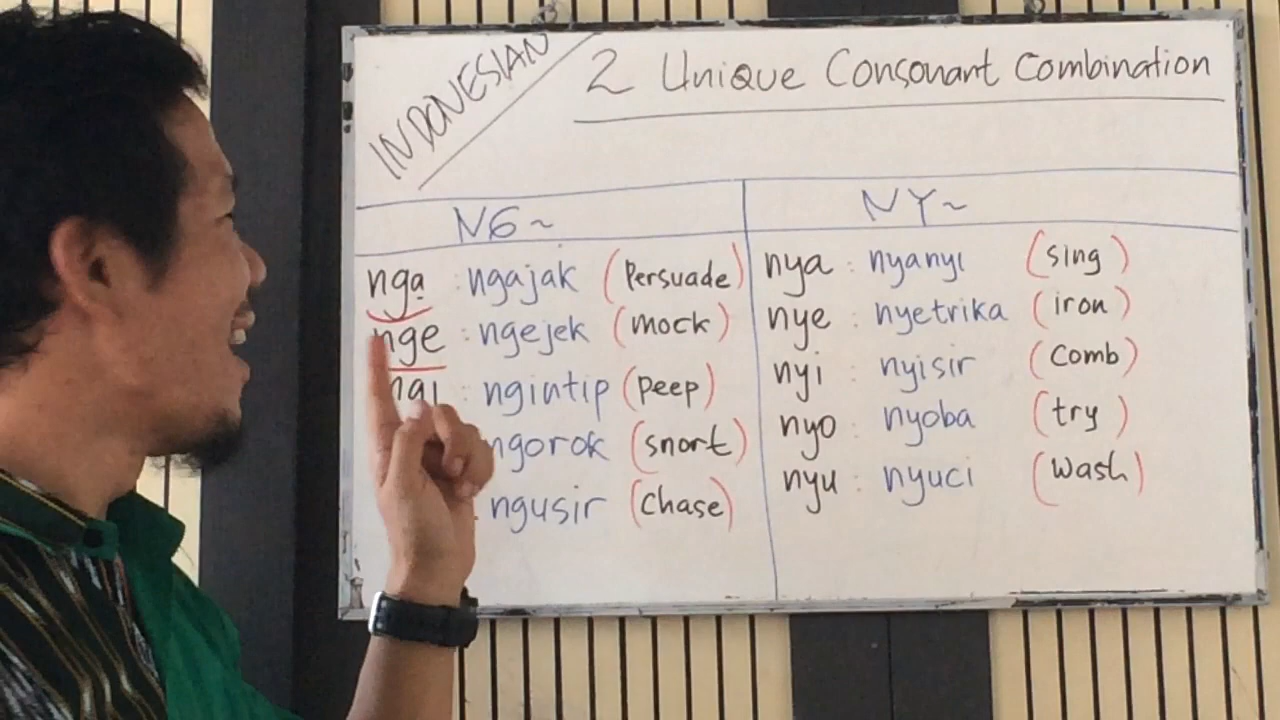 INDONESIAN
2 Unique Consonant Combination
NG~ NY~
nga : ngajak (Persuade) nya : nyanyi (sing)
nge : ngejek (mock) nye : nyetrika (iron)
ngi : ngintip (peep) nyi : nyisir (Comb)
ngorok (snort) nyo : nyoba (try)
ngusir (Chase) nyu : nyuci (wash)